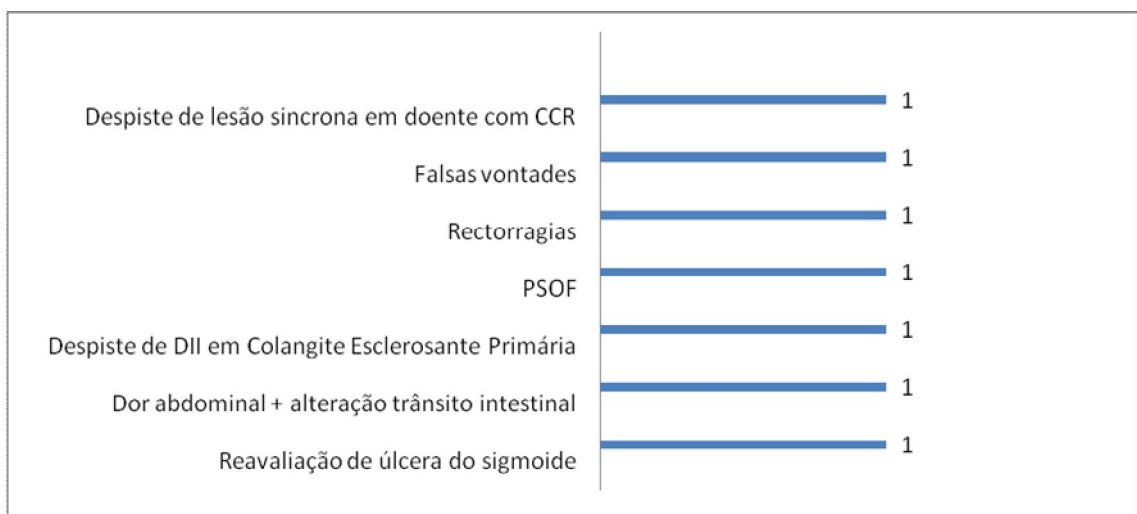 Despiste de lesão sincrona em doente com CCR 1
Falsas vontades 1
Rectorragias 1
PSOF 1
Despiste de DII em Colangite Esclerosante Primária 1
Dor abdominal + alteração trânsito intestinal 1
Reavaliação de úlcera do sigmoide 1